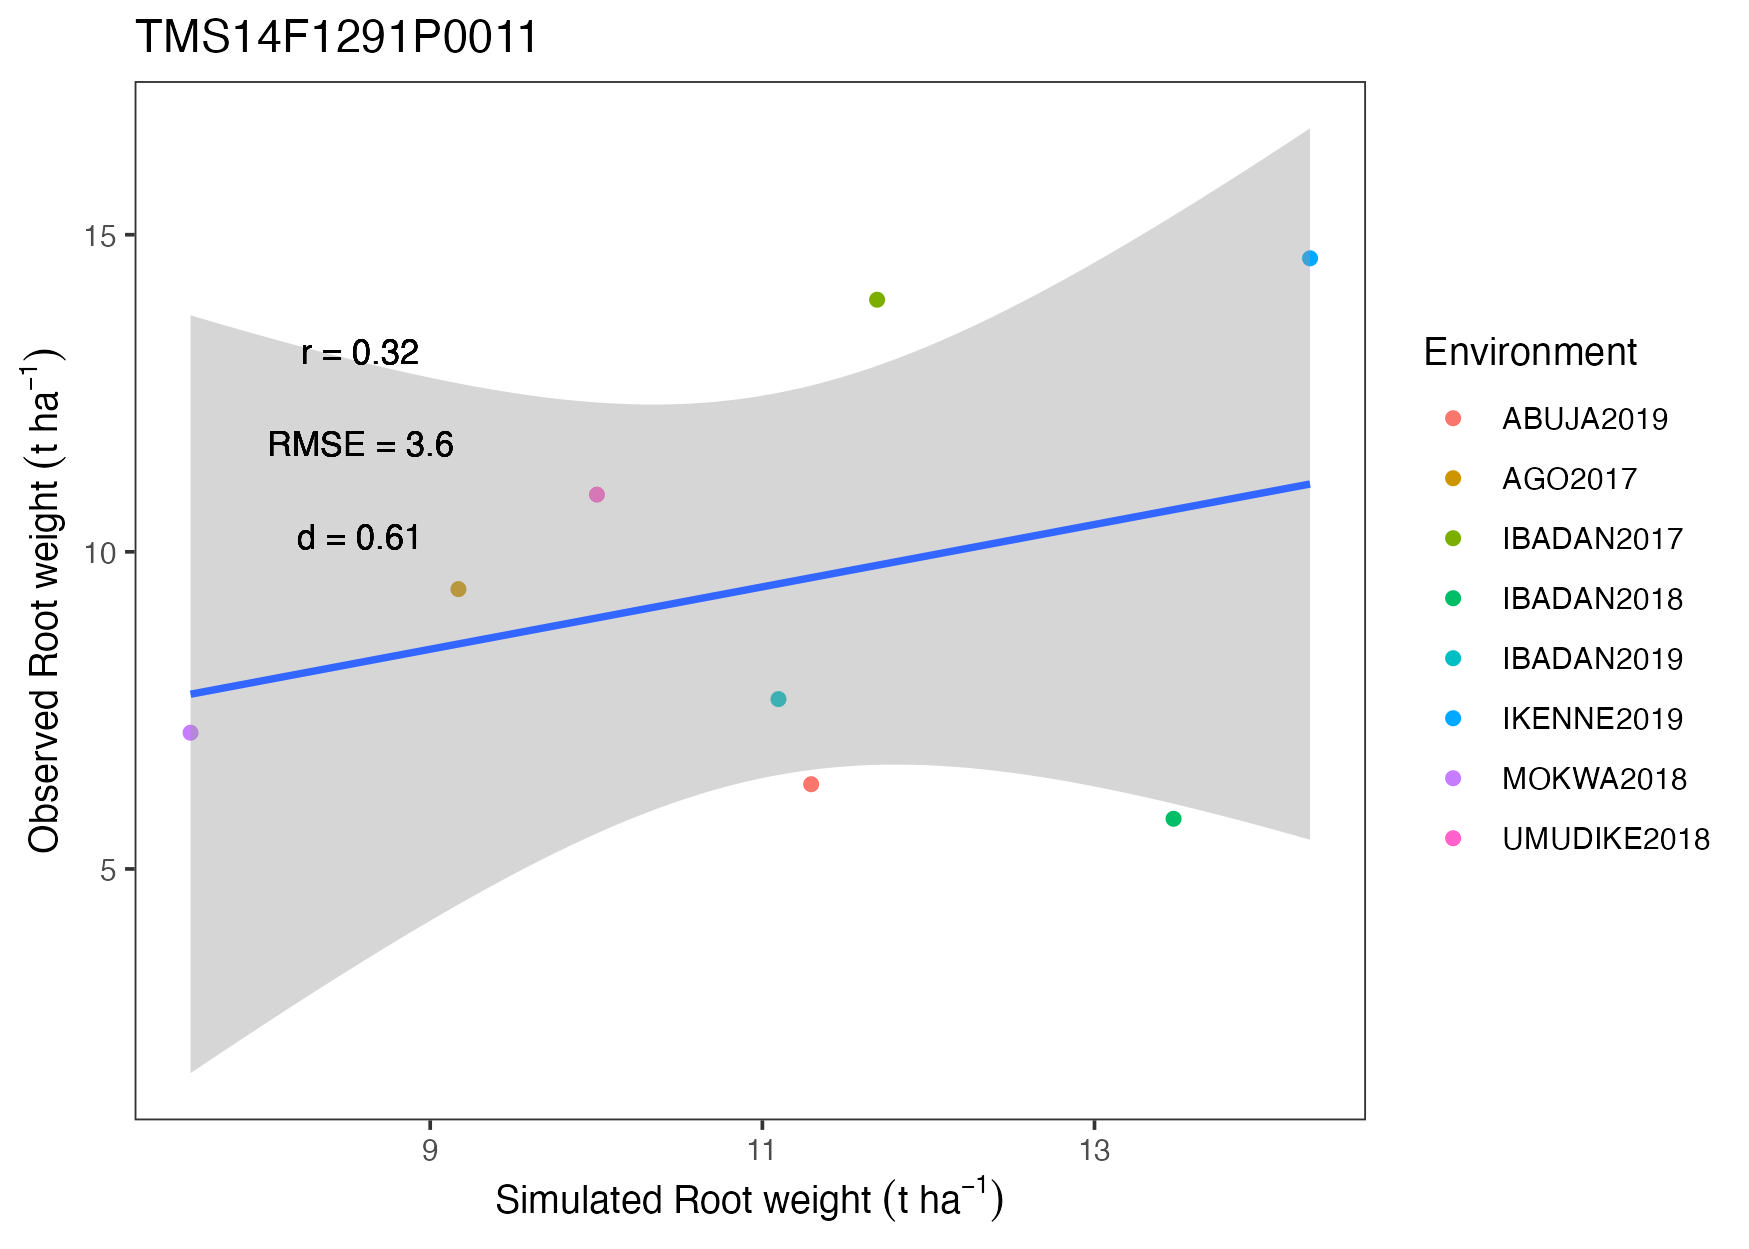 TMS14F1291P0011
15
10
5
Observed Root weight (t ha⁻¹)
r = 0.32
RMSE = 3.6
d = 0.61
9 11 13
Simulated Root weight (t ha⁻¹)
Environment
ABUJA2019
AGO2017
IBADAN2017
IBADAN2018
IBADAN2019
IKENNE2019
MOKWA2018
UMUDIKE2018